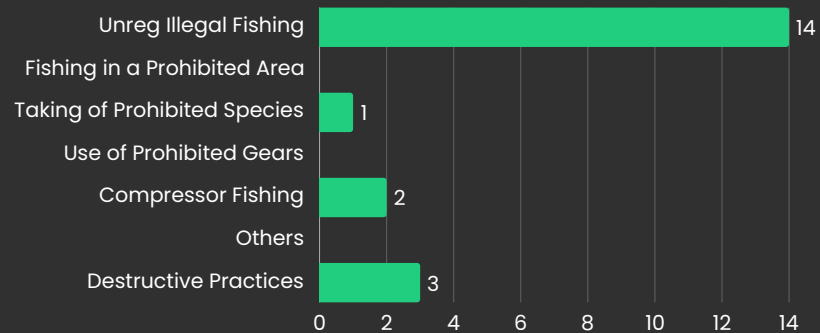 Unreg Illegal Fishing 14
Fishing in a Prohibited Area
Taking of Prohibited Species 1
Use of Prohibited Gears
Compressor Fishing 2
Others
Destructive Practices 3
0 2 4 6 8 10 12 14